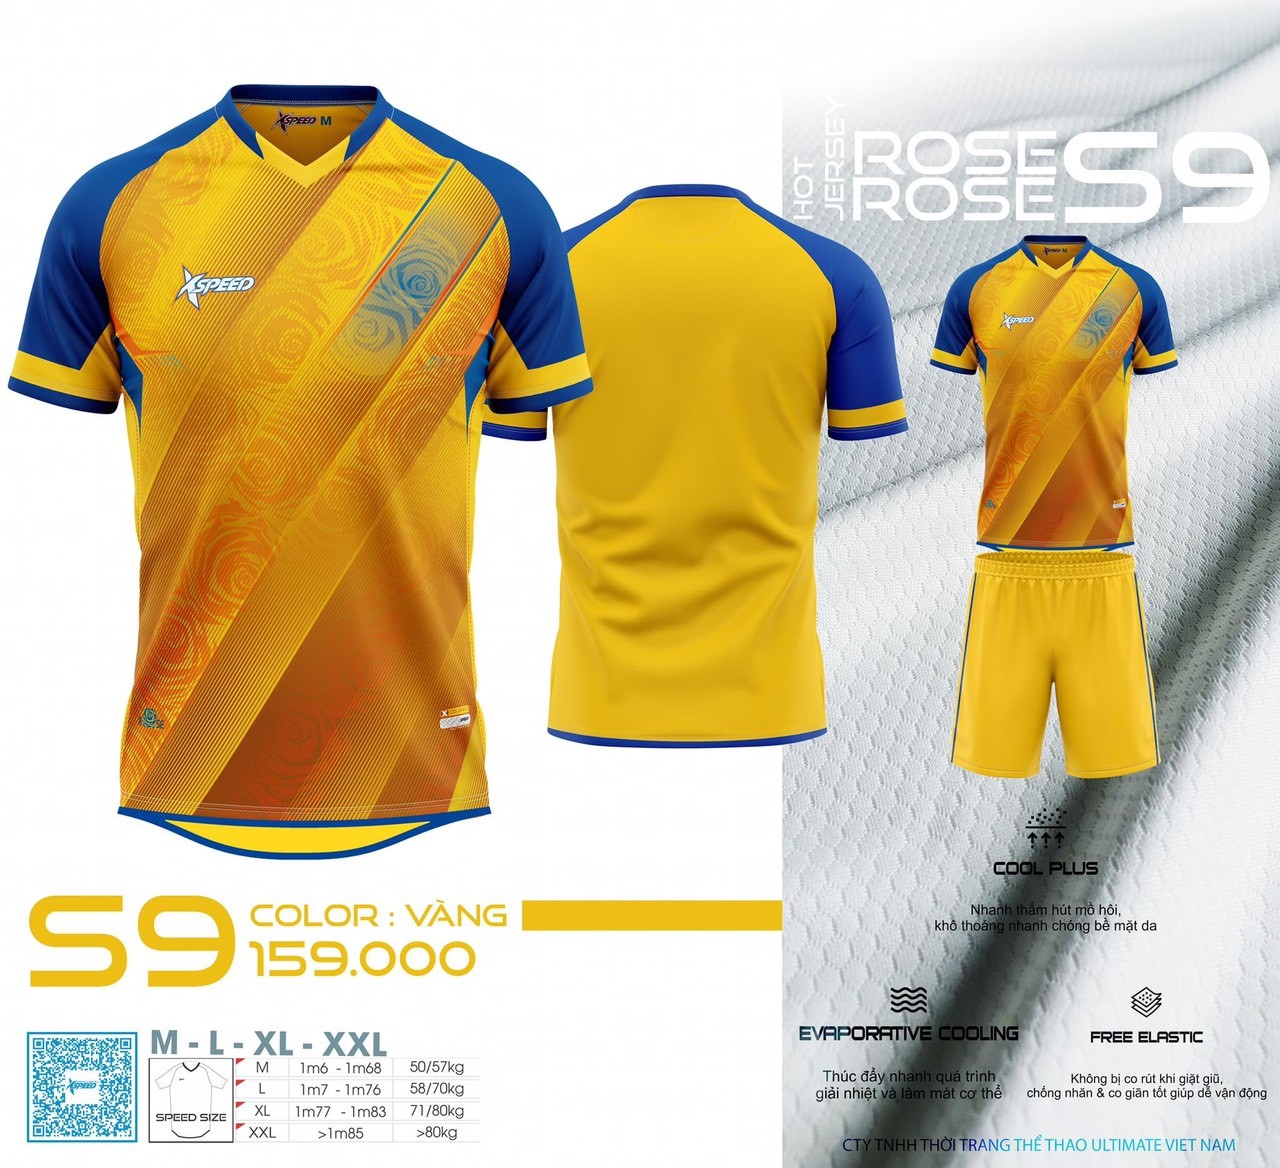 XSPEED M
XSPEED
HOT
JERSEY
ROSE
ROSE
S9
XSPEED M
XSPEED
S9
COLOR : VÀNG
159.000
XSPEED
M - L - XL - XXL
SPEED SIZE
M 1m6 - 1m68 50/57kg
L 1m7 - 1m76 58/70kg
XL 1m77 - 1m83 71/80kg
XXL >1m85 >80kg
COOL PLUS
Nhanh thấm hút mồ hôi,
khô thoáng nhanh chóng bề mặt da
EVAPORATIVE COOLING
Thúc đẩy nhanh quá trình
giải nhiệt và làm mát cơ thể
FREE ELASTIC
Không bị co rút khi giặt giũ,
chống nhăn & co giãn tốt giúp dễ vận động
CTY TNHH THỜI TRANG THỂ THAO ULTIMATE VIET NAM